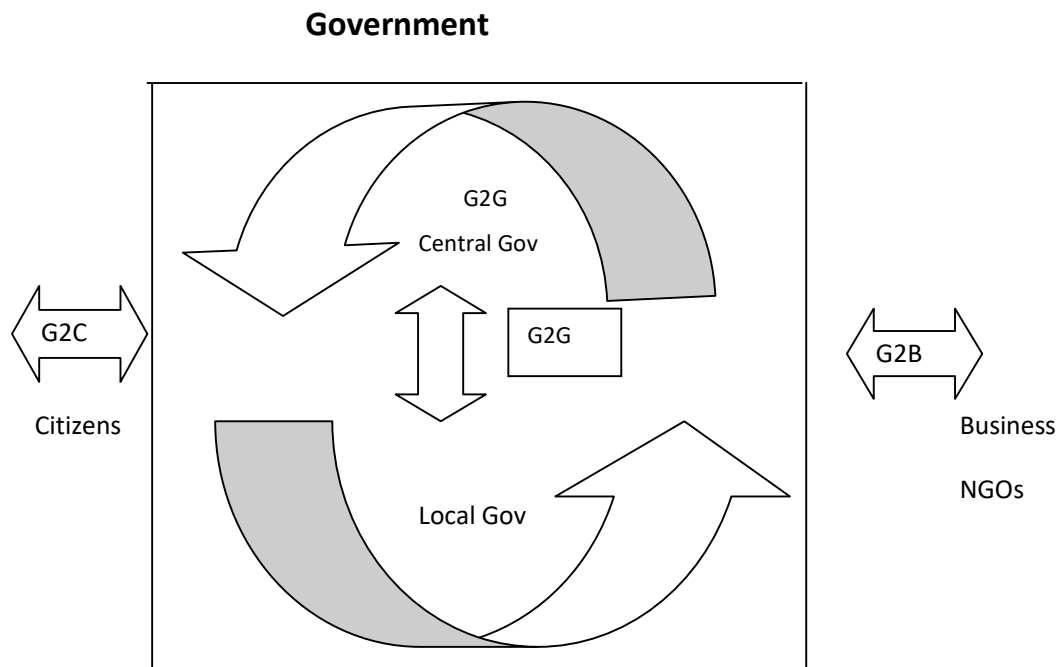 Government
G2G
Central Gov
G2C
G2G
G2B
Citizens
Business
NGOs
Local Gov